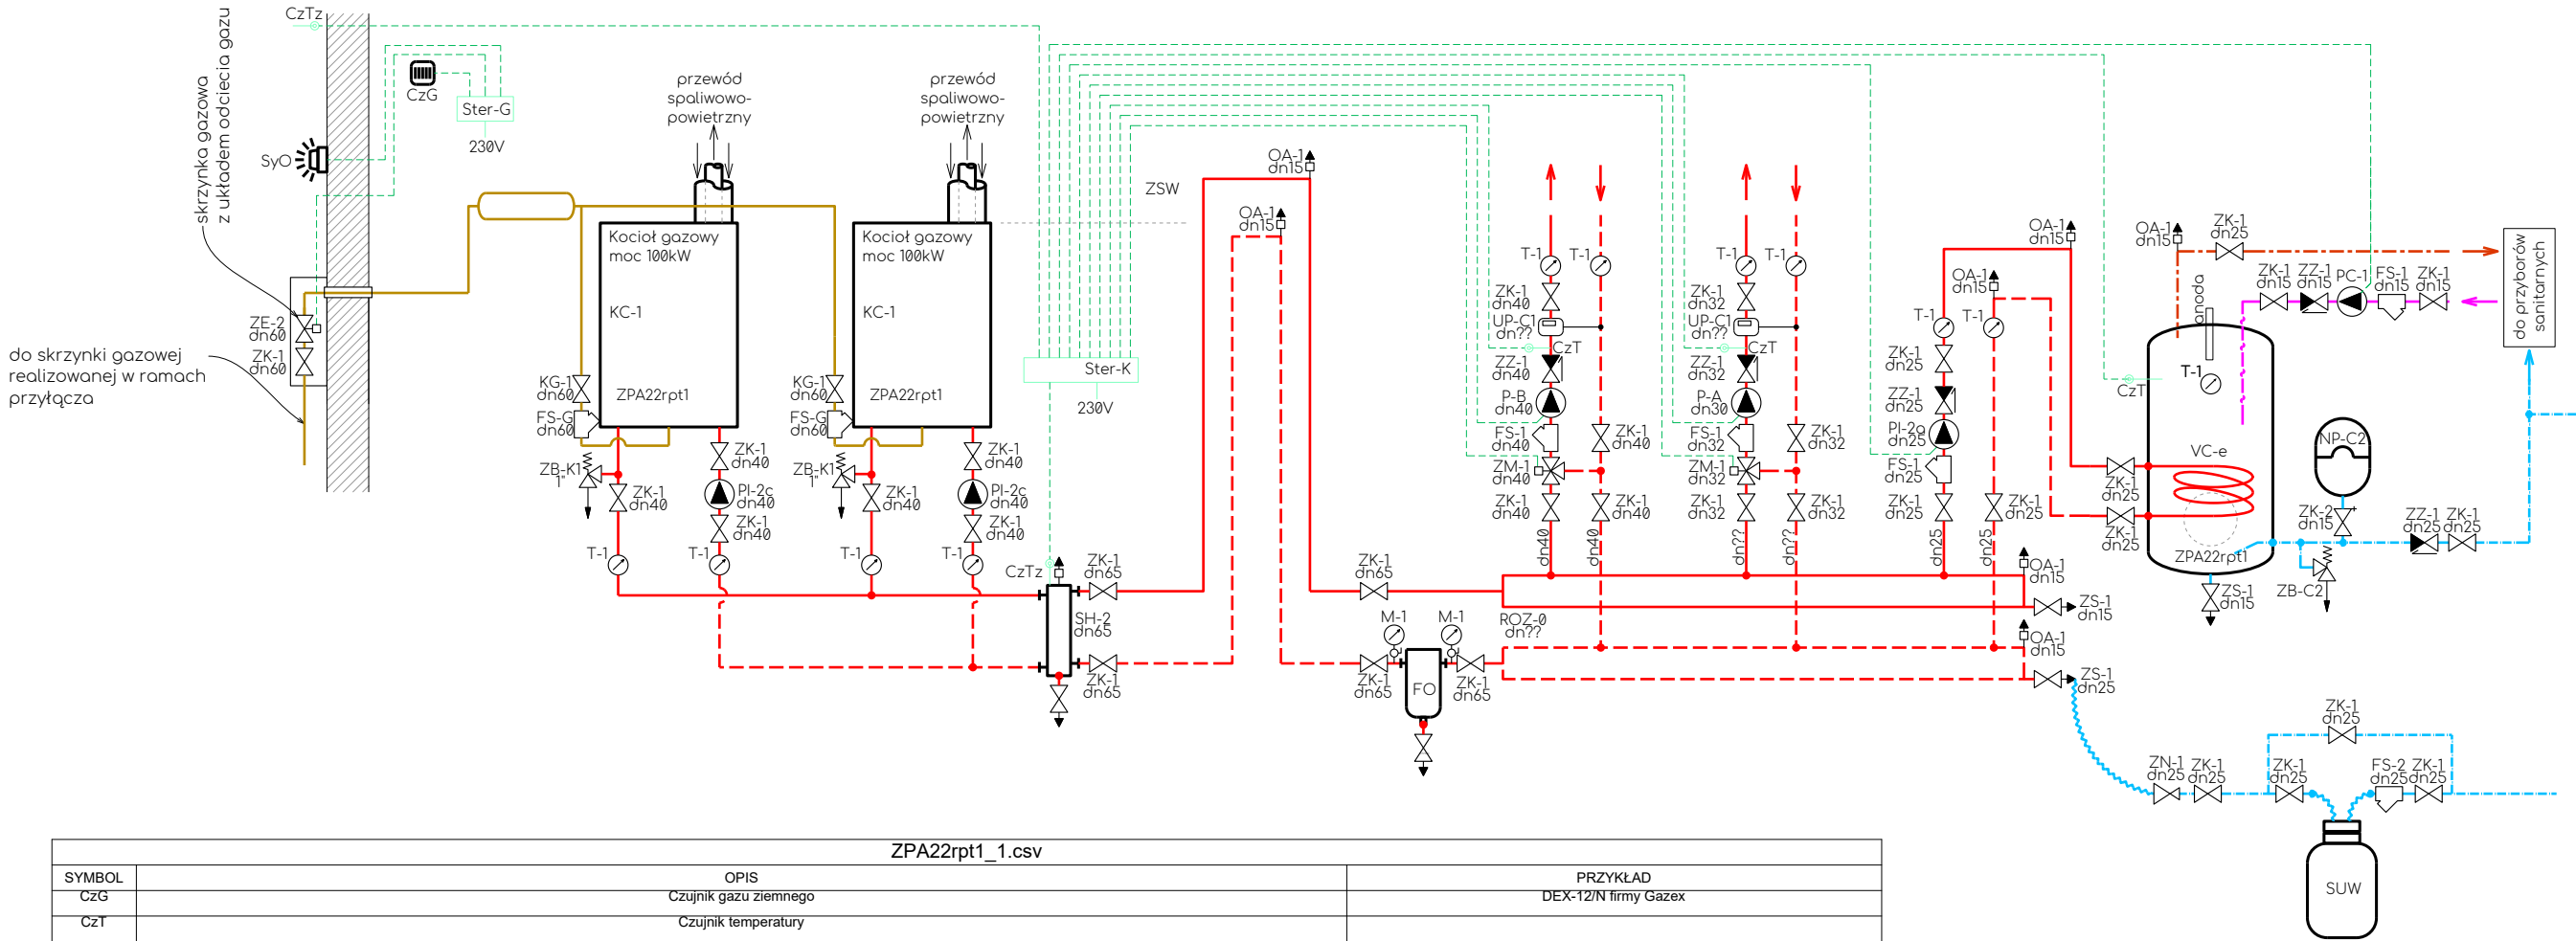 CzTz
skrzynka gazowa
z układem odciecia gazu
CzG
Ster-G
230V
SyO
ZE-2
dn60
ZK-1
dn60
do skrzynki gazowej
realizowanej w ramach
przyłącza
przewód
spaliwowo-
powietrzny
Kocioł gazowy
moc 100kW
KC-1
ZPA22rpt1
KG-1
dn60
FS-G
dn60
ZB-K1
1"
ZK-1
dn40
ZK-1
dn40
PI-2c
dn40
ZK-1
dn40
T-1
T-1
przewód
spaliwowo-
powietrzny
Kocioł gazowy
moc 100kW
KC-1
ZPA22rpt1
KG-1
dn60
FS-G
dn60
ZB-K1
1"
ZK-1
dn40
ZK-1
dn40
PI-2c
dn40
ZK-1
dn40
T-1
T-1
ZSW
Ster-K
230V
CzTz
SH-2
dn65
ZK-1
dn65
ZK-1
dn65
OA-1
dn15
OA-1
dn15
ZK-1
dn65
ZK-1
dn65
M-1
M-1
FO
ZK-1
dn65
ROZ-0
dn??
T-1
T-1
ZK-1
dn40
UP-C1
dn??
CzT
ZZ-1
dn40
P-B
dn40
FS-1
dn40
ZK-1
dn40
ZM-1
dn40
ZK-1
dn40
ZK-1
dn40
dn40
dn40
T-1
T-1
ZK-1
dn32
UP-C1
dn??
CzT
ZZ-1
dn32
P-A
dn30
FS-1
dn32
ZK-1
dn32
ZM-1
dn32
ZK-1
dn32
ZK-1
dn32
dn??
dn??
OA-1
dn15
OA-1
dn15
T-1
T-1
ZK-1
dn25
ZZ-1
dn25
PI-2g
dn25
FS-1
dn25
ZK-1
dn25
ZK-1
dn25
dn25
dn25
OA-1
dn15
ZS-1
dn15
OA-1
dn15
ZS-1
dn25
OA-1
dn15
ZK-1
dn25
anoda
T-1
CzT
VC-e
ZPA22rpt1
ZK-1
dn25
ZK-1
dn25
ZS-1
dn15
ZK-1
dn15
ZZ-1
dn15
PC-1
FS-1
dn15
ZK-1
dn15
do przyborów
sanitarnych
NP-C2
ZK-2
dn15
ZB-C2
ZZ-1
dn25
ZK-1
dn25
ZN-1
dn25
ZK-1
dn25
ZK-1
dn25
ZK-1
dn25
FS-2
dn25
ZK-1
dn25
SUW
ZPA22rpt1_1.csv
SYMBOL OPIS PRZYKŁAD
CzG Czujnik gazu ziemnego DEX-12/N firmy Gazex
CzT Czujnik temperatury